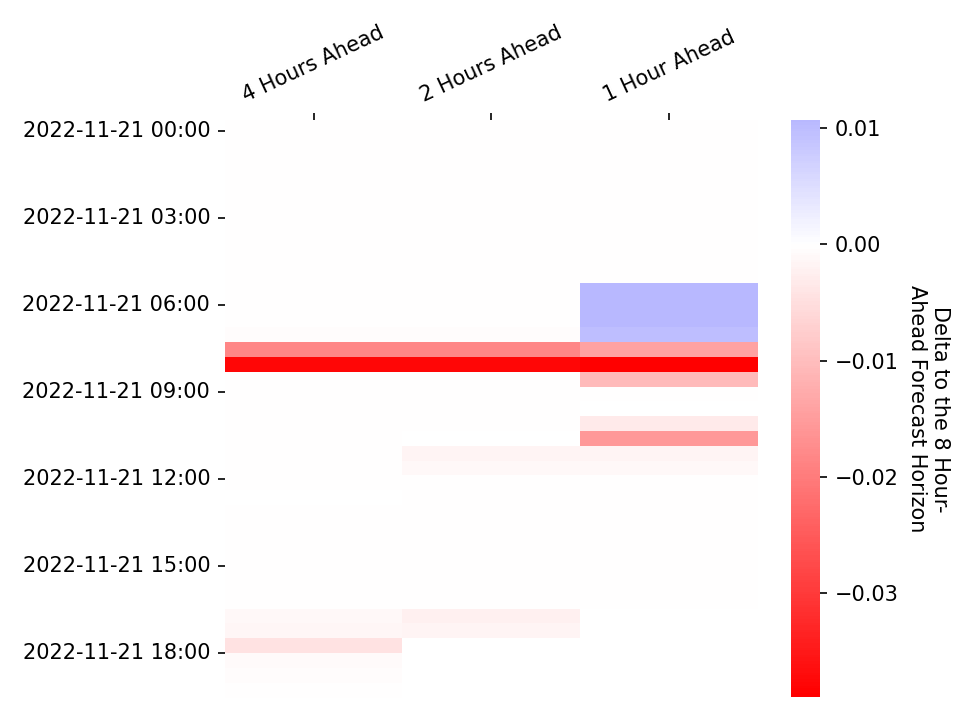 4 Hours Ahead
2 Hours Ahead
1 Hour Ahead
2022-11-21 00:00
2022-11-21 03:00
2022-11-21 06:00
2022-11-21 09:00
2022-11-21 12:00
2022-11-21 15:00
2022-11-21 18:00
0.01
0.00
−0.01
−0.02
−0.03
Delta to the 8 Hour-
Ahead Forecast Horizon